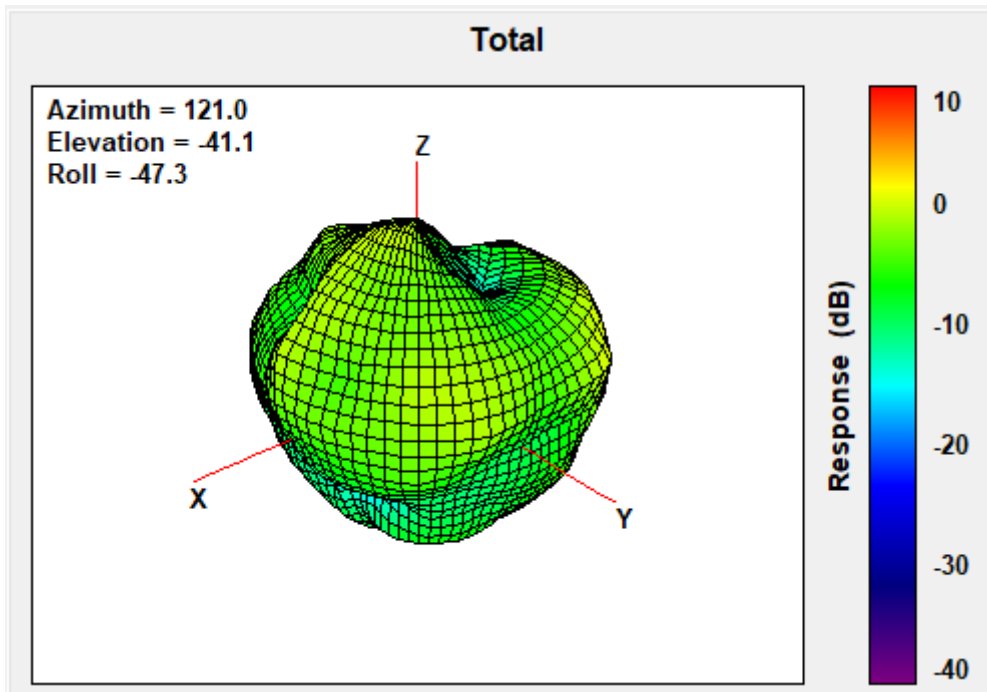 Total
Azimuth = 121.0
Elevation = -41.1
Roll = -47.3
Z
X
Y
10
0
-10
-20
-30
-40
Response (dB)